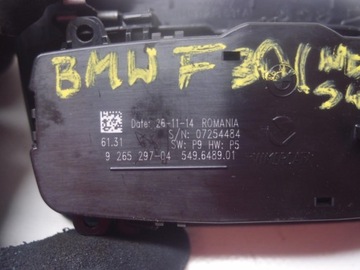 BMW F30/
Date: 26-11-14 ROMANIA
S/N: 07254484
61.31 SW: P9 HW: P5
9 265 297-04 549.6489.01